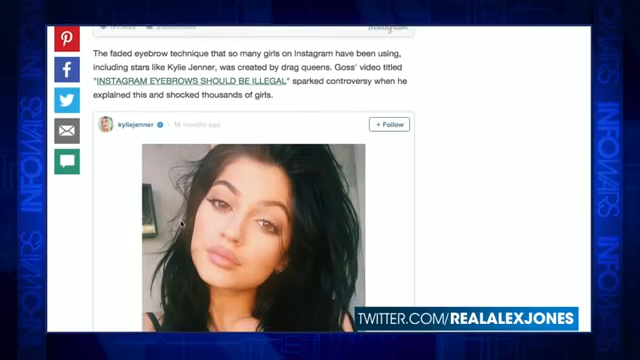 The faded eyebrow technique that so many girls on Instagram have been using,
including stars like Kylie Jenner, was created by drag queens. Goss' video titled
"INSTAGRAM EYEBROWS SHOULD BE ILLEGAL" sparked controversy when he
explained this and shocked thousands of girls.
kyliejenner • 16 months ago
+ Follow
INFOWARS
INFOWARS
TWITTER.COM/REALALEXJONES